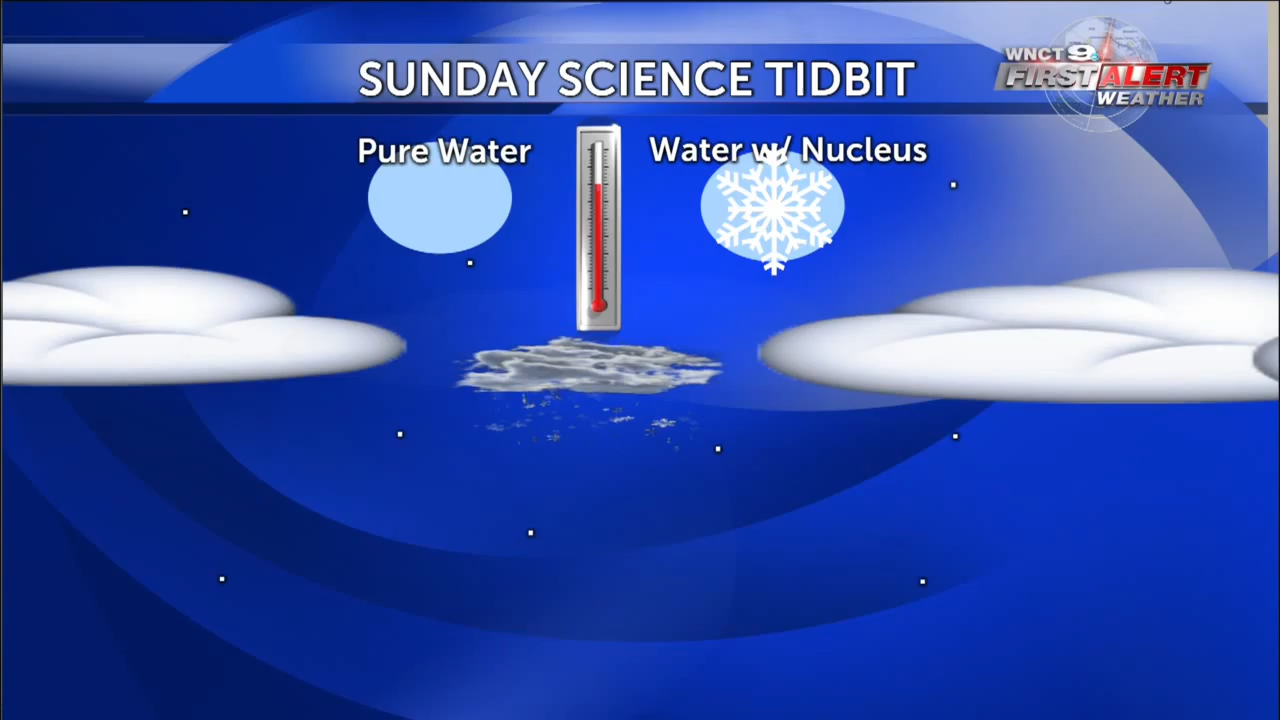 SUNDAY SCIENCE TIDBIT
WNCT 9
FIRST ALERT
WEATHER
Pure Water
Water w/ Nucleus